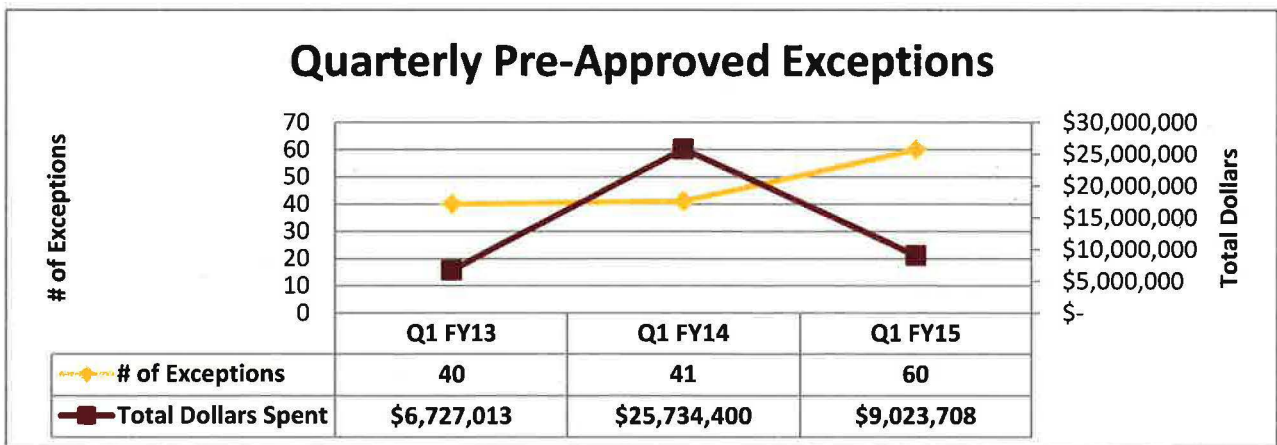 Quarterly Pre-Approved Exceptions
# of Exceptions
70
60
50
40
30
20
10
0
$30,000,000
$25,000,000
$20,000,000
$15,000,000
$10,000,000
$5,000,000
$-
Total Dollars
Q1 FY13 Q1 FY14 Q1 FY15
# of Exceptions 40 41 60
Total Dollars Spent $6,727,013 $25,734,400 $9,023,708